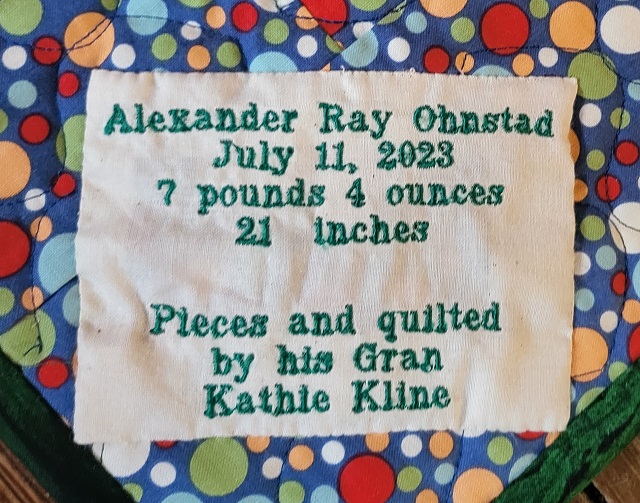 Alexander Ray Ohnstad
July 11, 2023
7 pounds 4 ounces
21 inches
Pieces and quilted
by his Gran
Kathie Kline